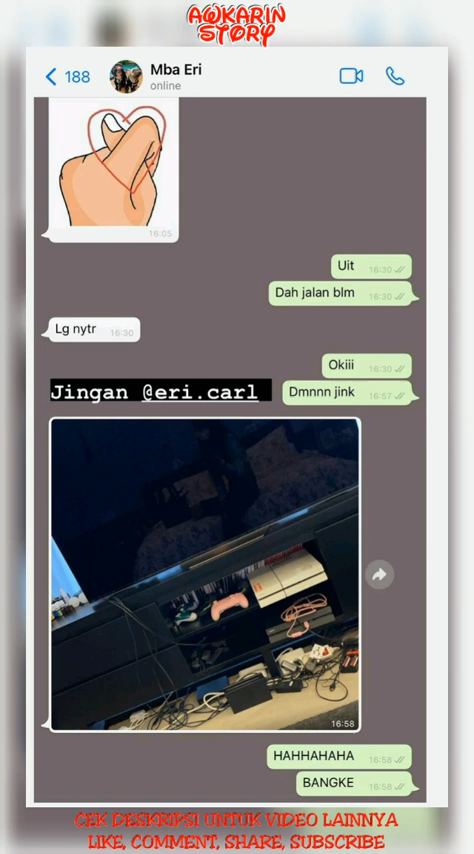 AWKARIN
STORY
188
Mba Eri
online
16:05
Uit 16:30
Dah jalan blm 16:30
Lg nytr 16:30
Okiii 16:30
Jingan @eri.carl
Dmnnn jink 16:57
16:58
HAHHAHAHA 16:58
BANGKE 16:58
CEK DESKRIPSI UNTUK VIDEO LAINNYA
LIKE, COMMENT, SHARE, SUBSCRIBE